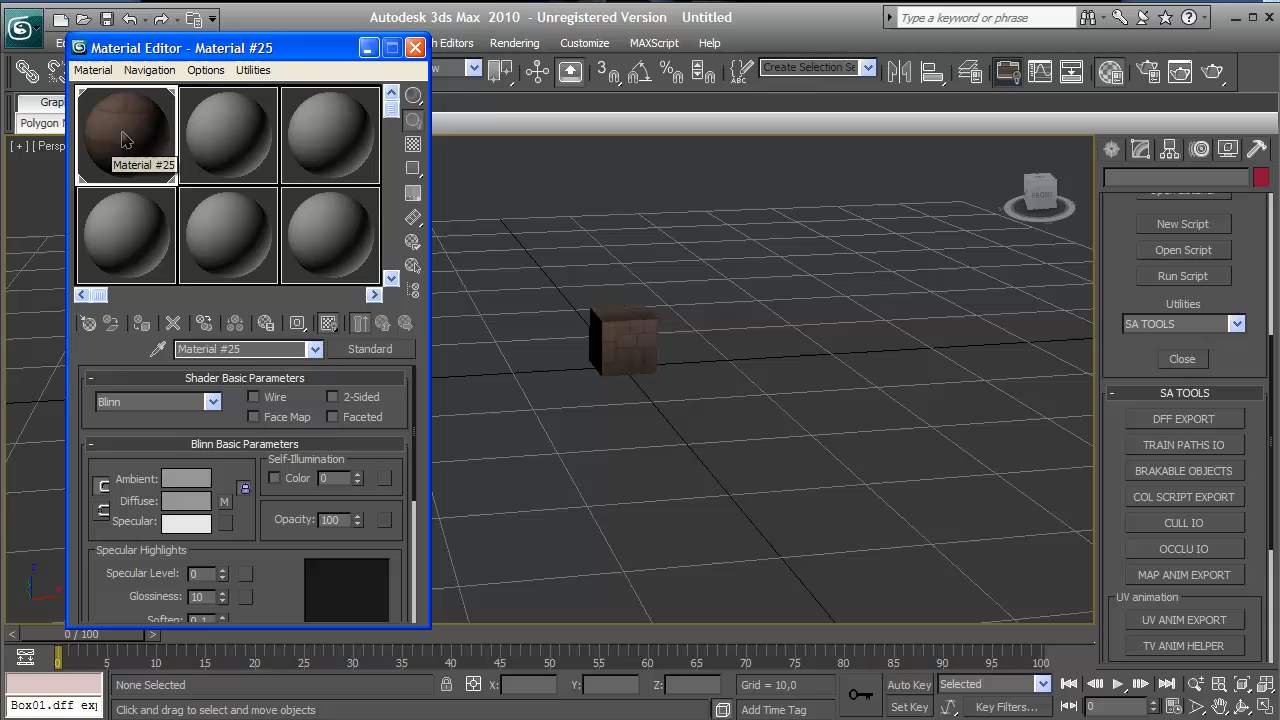 Autodesk 3ds Max 2010 - Unregistered Version Untitled
Type a keyword or phrase
Material Editor - Material #25
Editors Rendering Customize MAXScript Help
Material Navigation Options Utilities
Create Selection Se
Graph
Polygon M
[ + ] [ Persp
Material #25
FRONT
New Script
Open Script
Run Script
Utilities
SA TOOLS
Close
Material #25 Standard
- Shader Basic Parameters
Blinn Wire 2-Sided
Face Map Faceted
- Blinn Basic Parameters
Self-Illumination
Ambient: Color 0
Diffuse: M
Specular: Opacity: 100
Specular Highlights
Specular Level: 0
Glossiness: 10
Soften: 0,1
- SA TOOLS
DFF EXPORT
TRAIN PATHS IO
BRAKABLE OBJECTS
COL SCRIPT EXPORT
CULL IO
OCCLU IO
MAP ANIM EXPORT
UV animation
UV ANIM EXPORT
TV ANIM HELPER
z x
< 0 / 100 >
0 5 10 15 20 25 30 35 40 45 50 55 60 65 70 75 80 85 90 95 100
None Selected X: Y: Z: Grid = 10,0 Auto Key Selected
Box01.dff exp Click and drag to select and move objects Add Time Tag Set Key Key Filters... 0